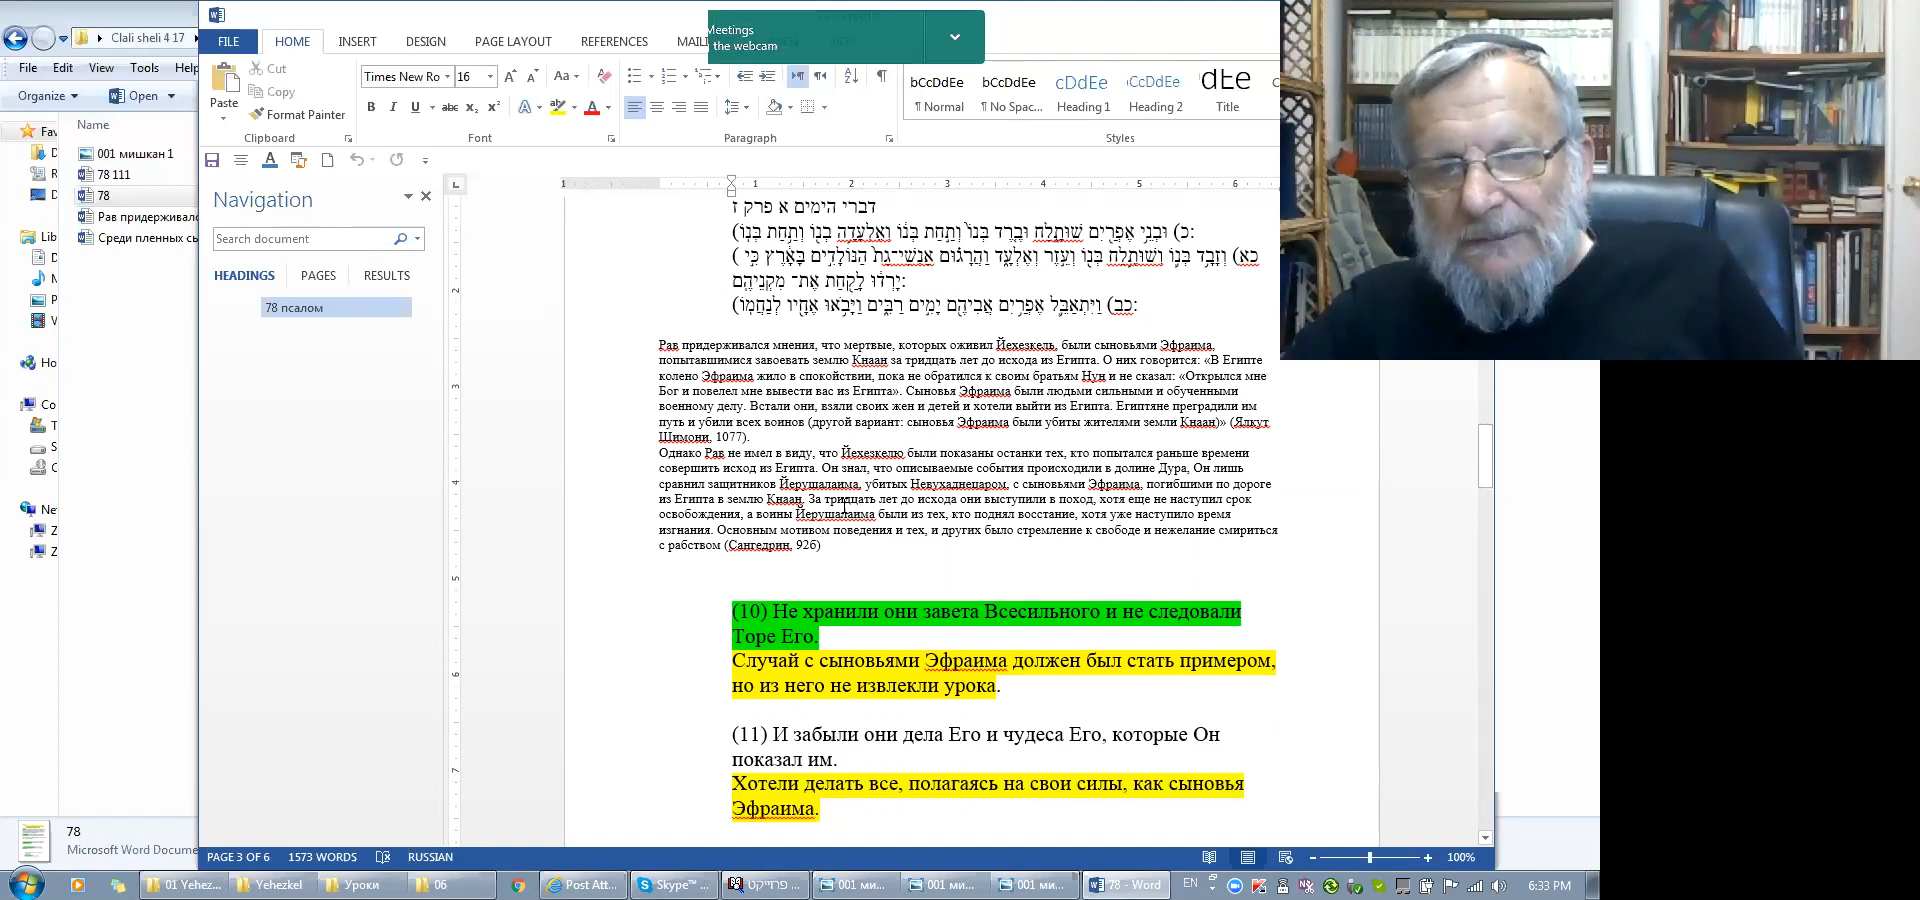 Clali sheli 4 17
File Edit View Tools Help
Organize Open
Name
001 мишкан 1
78 111
78
Рав придерживалс
Среди пленных сы
Meetings
the webcam
FILE HOME INSERT DESIGN PAGE LAYOUT REFERENCES MAILI
Cut
Copy
Format Painter
Paste
Clipboard
Times New Ro 16
Font
Paragraph
bCcDdEe bCcDdEe cDdEe cCcDdEe dŁe
¶ Normal ¶ No Spac... Heading 1 Heading 2 Title
Styles
Navigation
Search document
HEADINGS PAGES RESULTS
78 псалом
דברי הימים א פרק ז
(כ) וּבְנֵי אֶפְרַיִם שׁוּתָלַח וּבֶרֶד בְּנוֹ וְתַחַת בְּנוֹ וְאֶלְעָדָה בְנוֹ וְתַחַת בְּנוֹ:
(כא) וְזָבָד בְּנוֹ וְשׁוּתֶלַח בְּנוֹ וְעֵזֶר וְאֶלְעָד וַהֲרָגוּם אַנְשֵׁי־גַת הַנּוֹלָדִים בָּאָרֶץ כִּי
יָרְדוּ לָקַחַת אֶת־ מִקְנֵיהֶם:
(כב) וַיִּתְאַבֵּל אֶפְרַיִם אֲבִיהֶם יָמִים רַבִּים וַיָּבֹאוּ אֶחָיו לְנַחֲמוֹ:
Рав придерживался мнения, что мертвые, которых оживил Йехезкель, были сыновьями Эфраима,
попытавшимися завоевать землю Кнаан за тридцать лет до исхода из Египта. О них говорится: «В Египте
колено Эфраима жило в спокойствии, пока не обратился к своим братьям Нун и не сказал: «Открылся мне
Бог и повелел мне вывести вас из Египта». Сыновья Эфраима были людьми сильными и обученными
военному делу. Встали они, взяли своих жен и детей и хотели выйти из Египта. Египтяне преградили им
путь и убили всех воинов (другой вариант: сыновья Эфраима были убиты жителями земли Кнаан)» (Ялкут
Шимони, 1077).
Однако Рав не имел в виду, что Йехезкелю были показаны останки тех, кто попытался раньше времени
совершить исход из Египта. Он знал, что описываемые события происходили в долине Дура, Он лишь
сравнил защитников Йерушалаима, убитых Невухаднецаром, с сыновьями Эфраима, погибшими по дороге
из Египта в землю Кнаан. За тридцать лет до исхода они выступили в поход, хотя еще не наступил срок
освобождения, а воины Йерушалаима были из тех, кто поднял восстание, хотя уже наступило время
изгнания. Основным мотивом поведения и тех, и других было стремление к свободе и нежелание смириться
с рабством (Сангедрин, 92б)
(10) Не хранили они завета Всесильного и не следовали
Торе Его.
Случай с сыновьями Эфраима должен был стать примером,
но из него не извлекли урока.
(11) И забыли они дела Его и чудеса Его, которые Он
показал им.
Хотели делать все, полагаясь на свои силы, как сыновья
Эфраима.
78
Microsoft Word Docume
PAGE 3 OF 6 1573 WORDS RUSSIAN
100%
01 Yehez... Yehezkel Уроки 06 Post Att... Skype™ ... פרוייקט ... 001 ми... 001 ми... 001 ми... 78 - Word EN 6:33 PM